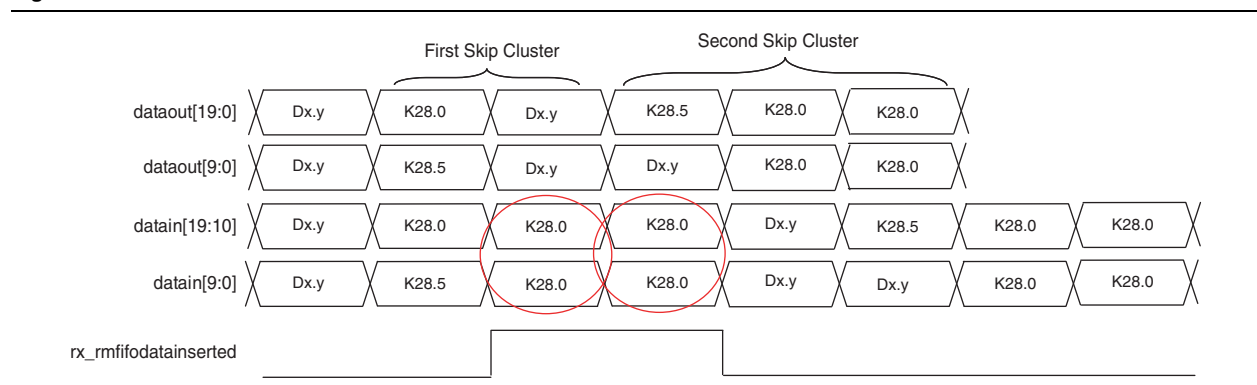 First Skip Cluster
Second Skip Cluster
dataout[19:0] Dx.y K28.0 Dx.y K28.5 K28.0 K28.0
dataout[9:0] Dx.y K28.5 Dx.y Dx.y K28.0 K28.0
datain[19:10] Dx.y K28.0 K28.0 K28.0 Dx.y K28.5 K28.0 K28.0
datain[9:0] Dx.y K28.5 K28.0 K28.0 Dx.y Dx.y K28.0 K28.0
rx_rmfifodatainserted